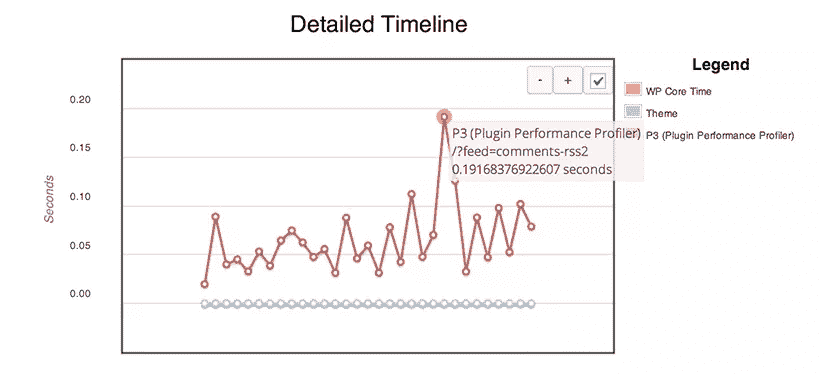 Detailed Timeline
- +
Legend
WP Core Time
Theme
P3 (Plugin Performance Profiler)
0.20
0.15
0.10
0.05
0.00
Seconds
P3 (Plugin Performance Profiler)
/?feed=comments-rss2
0.19168376922607 seconds